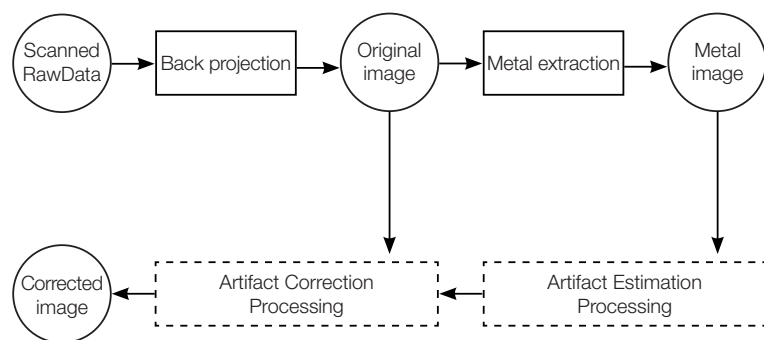 Scanned
RawData
Back projection
Original
image
Metal extraction
Metal
image
Corrected
image
Artifact Correction
Processing
Artifact Estimation
Processing